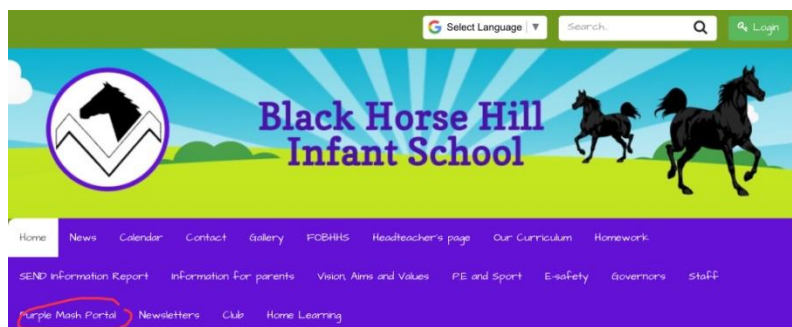 Select Language ▼ Search.. Login
Black Horse Hill
Infant School
Home News Calendar Contact Gallery FOBHHS Headteacher's page Our Curriculum Homework
SEND Information Report Information for parents Vision, Aims and Values P.E and Sport E-safety Governors Staff
Purple Mash Portal Newsletters Club Home Learning